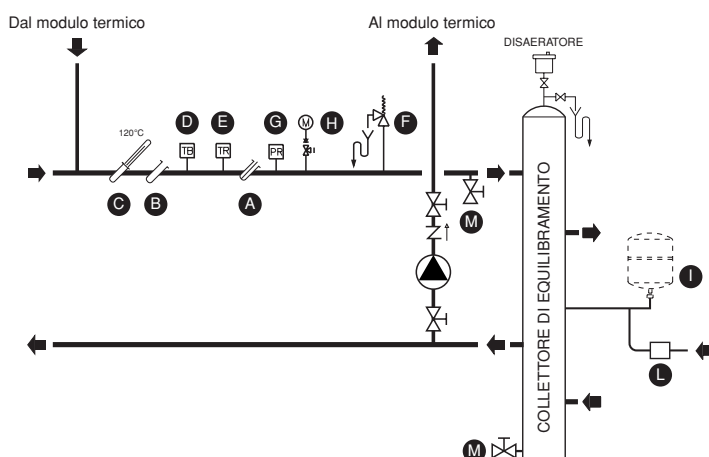 Dal modulo termico
Al modulo termico
DISAERATORE
D
E
G
M
H
F
120°C
TB
TR
PR
C
B
A
M
COLLETTORE DI EQUILIBRAMENTO
I
L
M